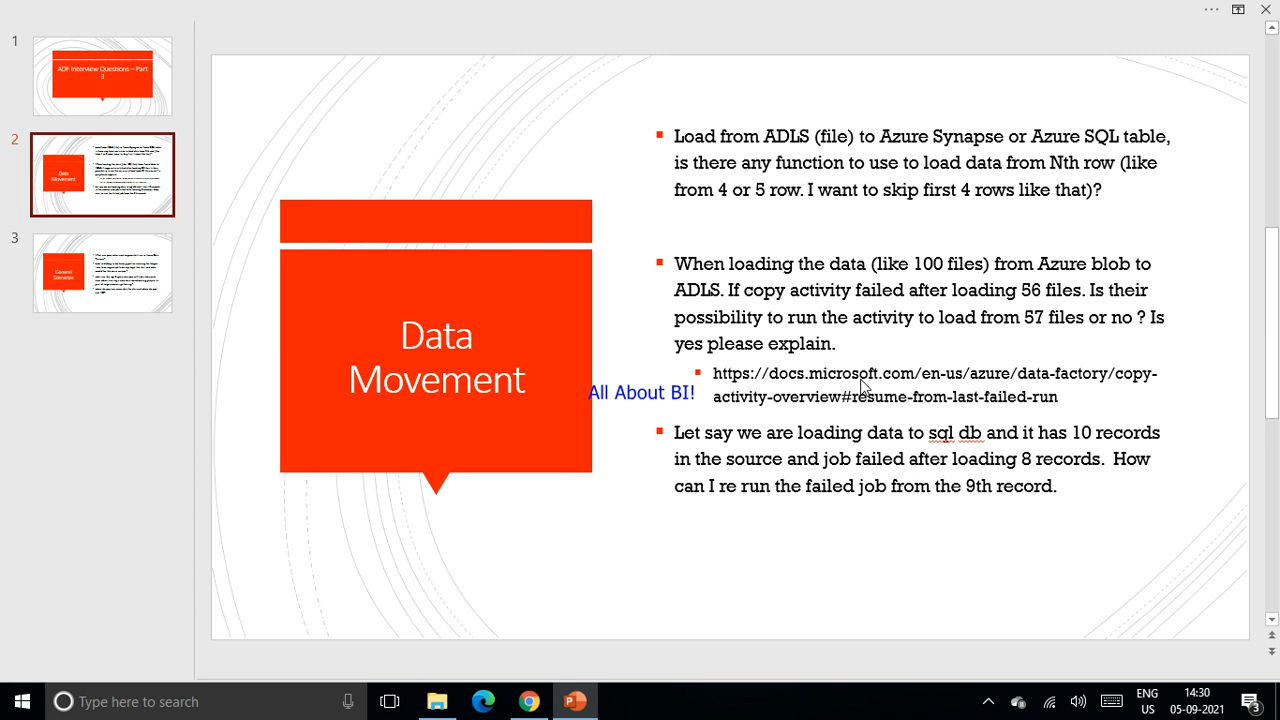 1
ADF Interview Questions – Part
3
2
Data
Movement
3
General
Scenarios
Data
Movement
Load from ADLS (file) to Azure Synapse or Azure SQL table,
is there any function to use to load data from Nth row (like
from 4 or 5 row. I want to skip first 4 rows like that)?
When loading the data (like 100 files) from Azure blob to
ADLS. If copy activity failed after loading 56 files. Is their
possibility to run the activity to load from 57 files or no ? Is
yes please explain.
https://docs.microsoft.com/en-us/azure/data-factory/copy-
activity-overview#resume-from-last-failed-run
All About BI!
Let say we are loading data to sql db and it has 10 records
in the source and job failed after loading 8 records.  How
can I re run the failed job from the 9th record.
Type here to search
ENG
US
14:30
05-09-2021
3